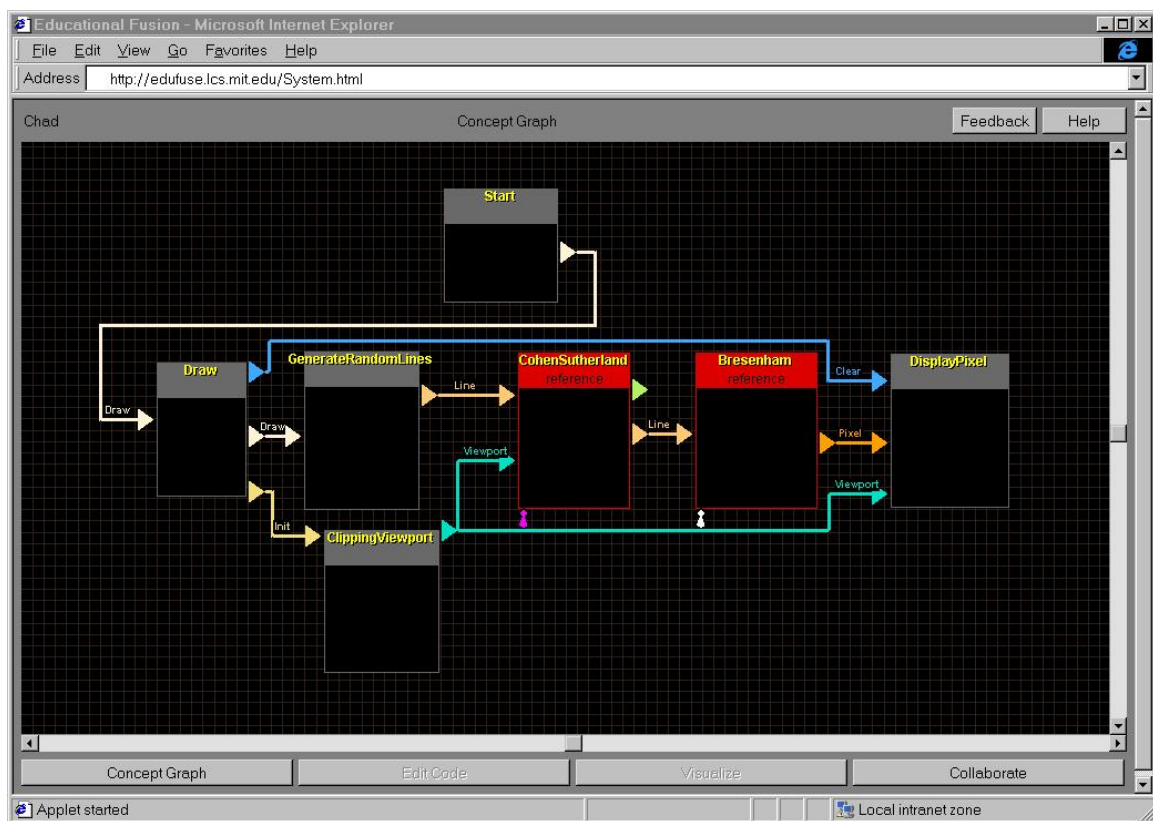 Educational Fusion - Microsoft Internet Explorer
File Edit View Go Favorites Help
Address http://edufuse.lcs.mit.edu/System.html
Chad Concept Graph Feedback Help
Start
GenerateRandomLines CohenSutherland Bresenham DisplayPixel
Draw reference reference Clear
Line
Draw Draw Line Pixel
Viewport Viewport
Init
ClippingViewport
Concept Graph Edit Code Visualize Collaborate
Applet started Local intranet zone